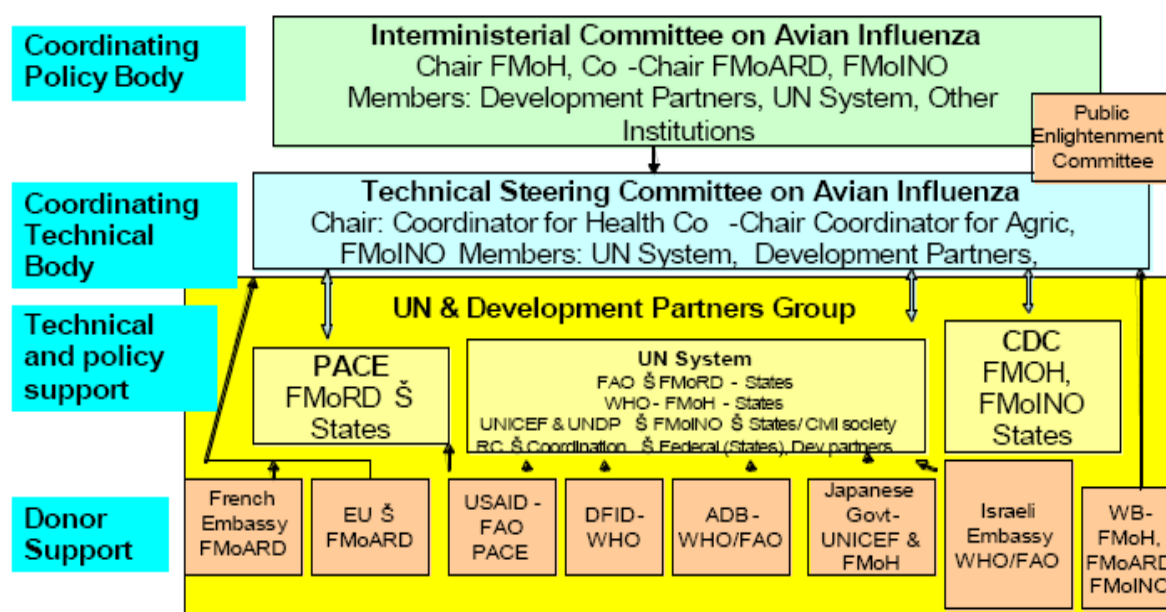 Coordinating
Policy Body
Interministerial Committee on Avian Influenza
Chair FMoH, Co -Chair FMoARD, FMoINO
Members: Development Partners, UN System, Other
Institutions
Public
Enlightenment
Committee
Coordinating
Technical
Body
Technical Steering Committee on Avian Influenza
Chair: Coordinator for Health Co -Chair Coordinator for Agric,
FMoINO Members: UN System, Development Partners,
Technical
and policy
support
UN & Development Partners Group
PACE
FMoRD Š
States
UN System
FAO Š FMoRD - States
WHO - FMoH - States
UNICEF & UNDP Š FMoINO Š States/ Civil society
RC Š Coordination Š Federal (States), Dev partners
CDC
FMOH,
FMoINO
States
Donor
Support
French
Embassy
FMoARD
EU Š
FMoARD
USAID -
FAO
PACE
DFID-
WHO
ADB-
WHO/FAO
Japanese
Govt-
UNICEF &
FMoH
Israeli
Embassy
WHO/FAO
WB-
FMoH,
FMoARD
FMoINO